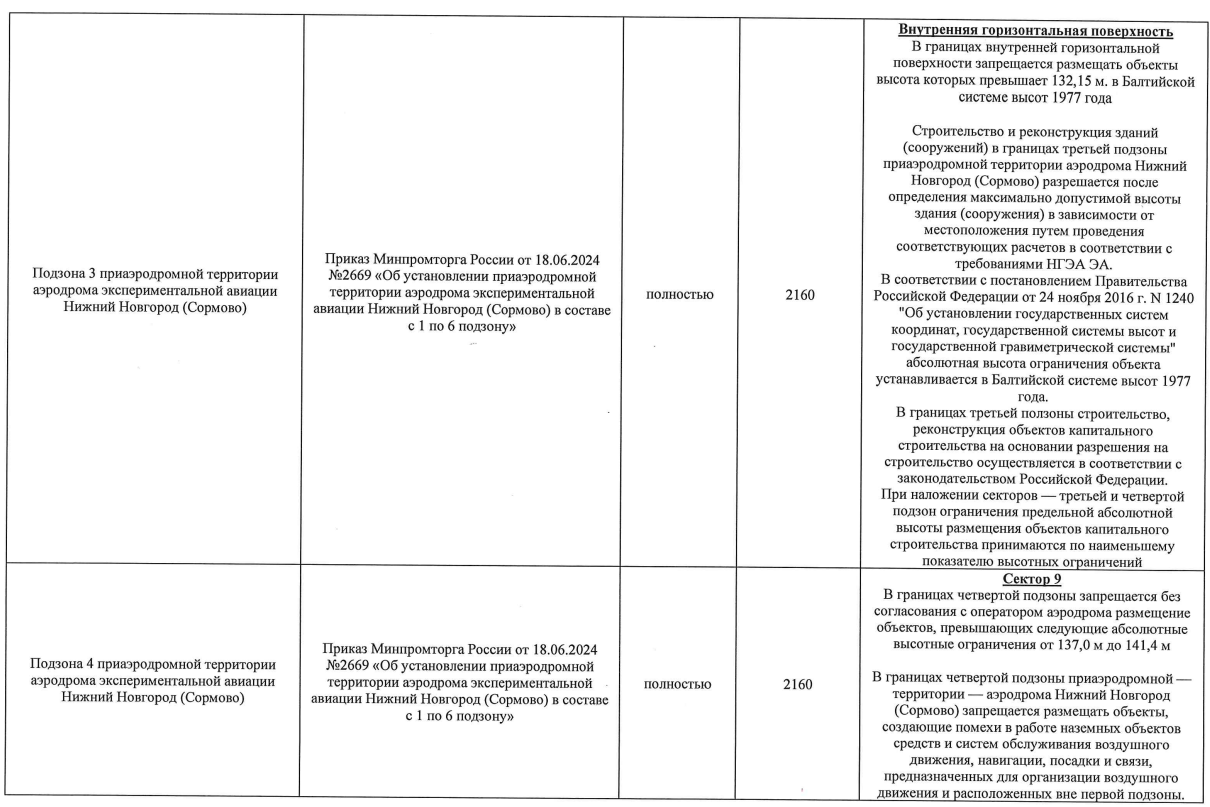 Внутренняя горизонтальная поверхность
В границах внутренней горизонтальной
поверхности запрещается размещать объекты
высота которых превышает 132,15 м. в Балтийской
системе высот 1977 года
Строительство и реконструкция зданий
(сооружений) в границах третьей подзоны
приаэродромной территории аэродрома Нижний
Новгород (Сормово) разрешается после
определения максимально допустимой высоты
здания (сооружения) в зависимости от
местоположения путем проведения
соответствующих расчетов в соответствии с
требованиями НГЭА ЭА.
В соответствии с постановлением Правительства
Российской Федерации от 24 ноября 2016 г. N 1240
"Об установлении государственных систем
координат, государственной системы высот и
государственной гравиметрической системы"
абсолютная высота ограничения объекта
устанавливается в Балтийской системе высот 1977
года.
В границах третьей ползоны строительство,
реконструкция объектов капитального
строительства на основании разрешения на
строительство осуществляется в соответствии с
законодательством Российской Федерации.
При наложении секторов — третьей и четвертой
подзон ограничения предельной абсолютной
высоты размещения объектов капитального
строительства принимаются по наименьшему
показателю высотных ограничений
Подзона 3 приаэродромной территории
аэродрома экспериментальной авиации
Нижний Новгород (Сормово)
Приказ Минпромторга России от 18.06.2024
№2669 «Об установлении приаэродромной
территории аэродрома экспериментальной
авиации Нижний Новгород (Сормово) в составе
с 1 по 6 подзону»
полностью
2160
Подзона 4 приаэродромной территории
аэродрома экспериментальной авиации
Нижний Новгород (Сормово)
Приказ Минпромторга России от 18.06.2024
№2669 «Об установлении приаэродромной
территории аэродрома экспериментальной
авиации Нижний Новгород (Сормово) в составе
с 1 по 6 подзону»
полностью
2160
Сектор 9
В границах четвертой подзоны запрещается без
согласования с оператором аэродрома размещение
объектов, превышающих следующие абсолютные
высотные ограничения от 137,0 м до 141,4 м
В границах четвертой подзоны приаэродромной —
территории — аэродрома Нижний Новгород
(Сормово) запрещается размещать объекты,
создающие помехи в работе наземных объектов
средств и систем обслуживания воздушного
движения, навигации, посадки и связи,
предназначенных для организации воздушного
движения и расположенных вне первой подзоны.